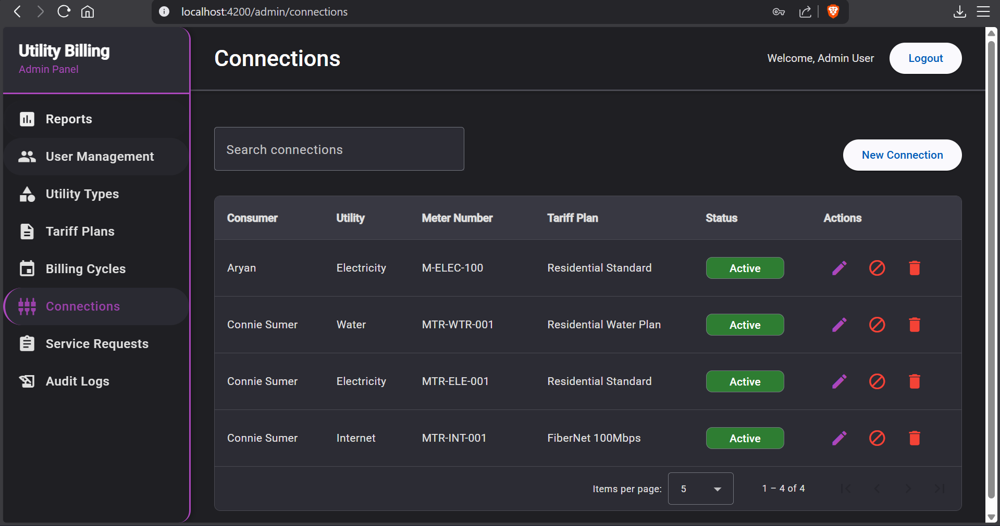 localhost:4200/admin/connections
Utility Billing
Admin Panel
Reports
User Management
Utility Types
Tariff Plans
Billing Cycles
Connections
Service Requests
Audit Logs
Connections
Welcome, Admin User
Logout
Search connections
New Connection
Consumer Utility Meter Number Tariff Plan Status Actions
Aryan Electricity M-ELEC-100 Residential Standard Active
Connie Sumer Water MTR-WTR-001 Residential Water Plan Active
Connie Sumer Electricity MTR-ELE-001 Residential Standard Active
Connie Sumer Internet MTR-INT-001 FiberNet 100Mbps Active
Items per page: 5 1 – 4 of 4